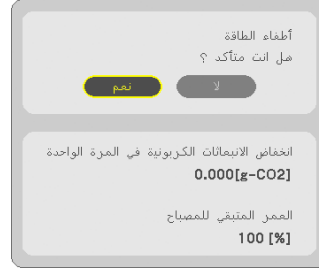 أطفاء الطاقة
هل انت متأكد ؟
لا
نعم
انخفاض الانبعاثات الكربونية في المرة الواحدة
0.000[g-CO2]
العمر المتبقي للمصباح
100 [%]